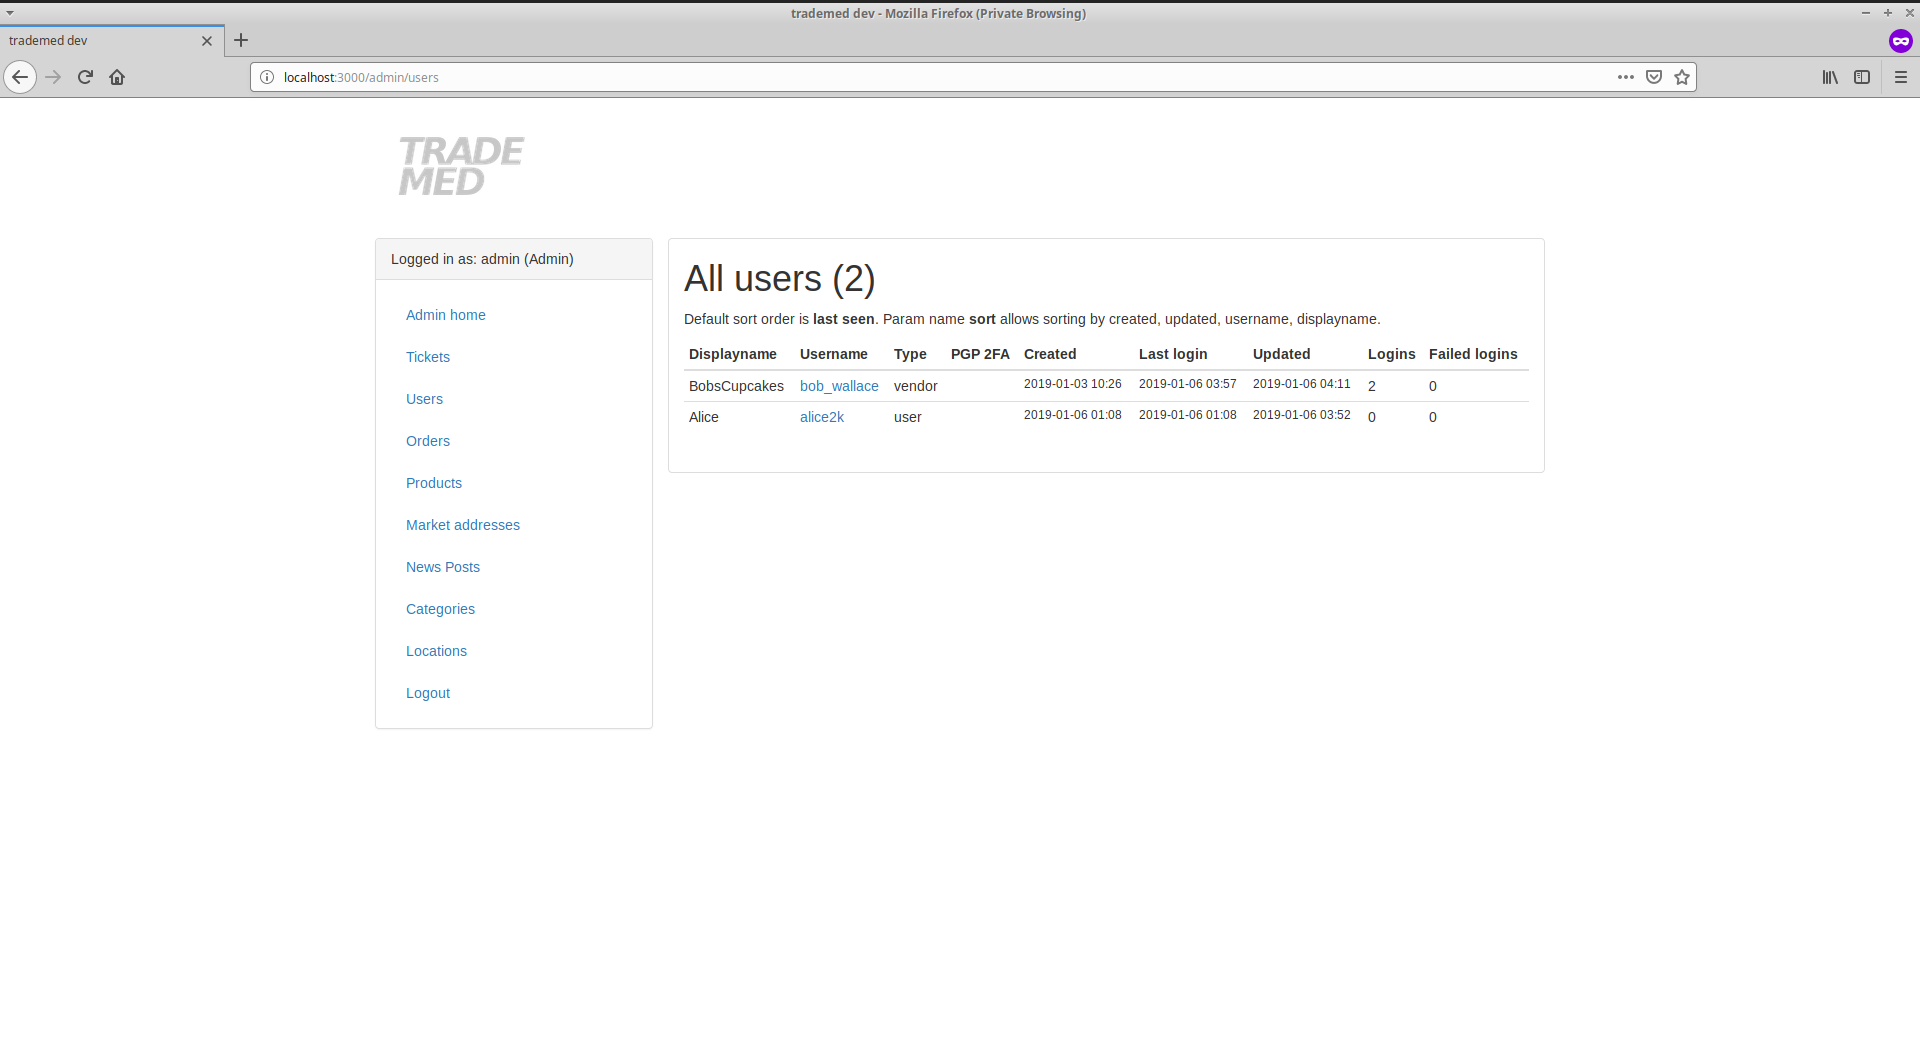 trademed dev - Mozilla Firefox (Private Browsing)
trademed dev
localhost:3000/admin/users
TRADE
MED
Logged in as: admin (Admin)
Admin home
Tickets
Users
Orders
Products
Market addresses
News Posts
Categories
Locations
Logout
All users (2)
Default sort order is last seen. Param name sort allows sorting by created, updated, username, displayname.
Displayname Username Type PGP 2FA Created Last login Updated Logins Failed logins
BobsCupcakes bob_wallace vendor 2019-01-03 10:26 2019-01-06 03:57 2019-01-06 04:11 2 0
Alice alice2k user 2019-01-06 01:08 2019-01-06 01:08 2019-01-06 03:52 0 0